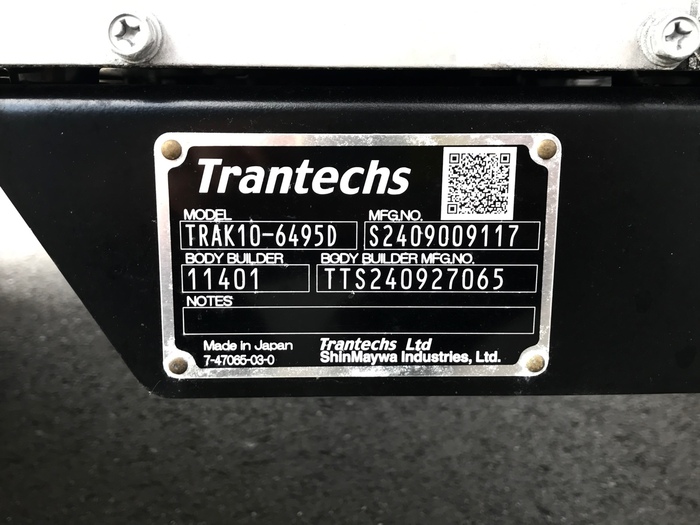 Trantechs
MODEL MFG.NO.
TRAK10-6495D S2409009117
BODY BUILDER BODY BUILDER MFG.NO.
11401 TTS240927065
NOTES
Made in Japan Trantechs Ltd
7-47065-03-0 ShinMaywa Industries, Ltd.